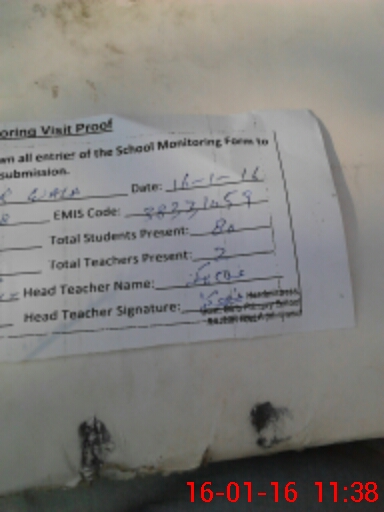 oring Visit Proof
wn all entries of the School Monitoring Form to
submission.
WALA Date: 16-1-16
EMIS Code: 38331059
Total Students Present: 80
Total Teachers Present: 2
Head Teacher Name:
Head Teacher Signature:
16-01-16 11:38